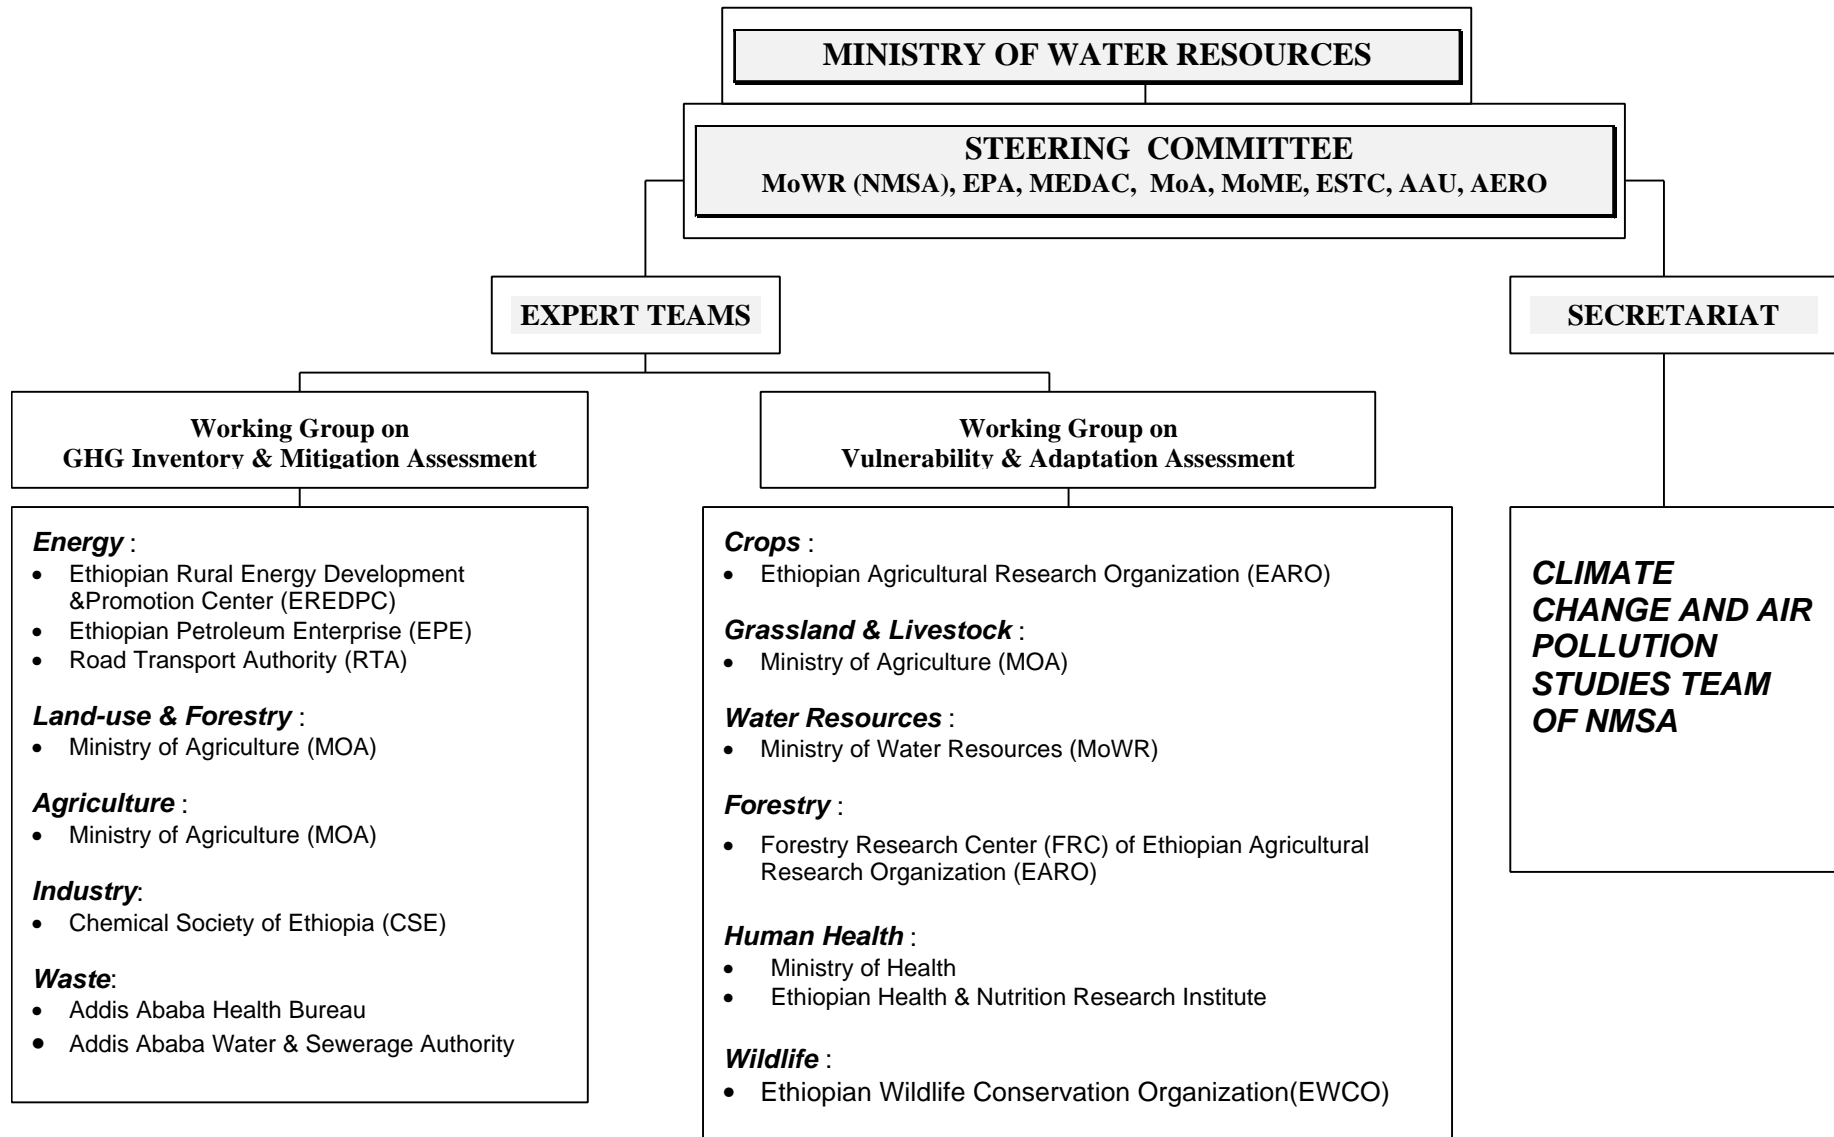 MINISTRY OF WATER RESOURCES
STEERING COMMITTEE
MoWR (NMSA), EPA, MEDAC, MoA, MoME, ESTC, AAU, AERO
EXPERT TEAMS
SECRETARIAT
Working Group on
GHG Inventory & Mitigation Assessment
Working Group on
Vulnerability & Adaptation Assessment
Energy :
• Ethiopian Rural Energy Development
&Promotion Center (EREDPC)
• Ethiopian Petroleum Enterprise (EPE)
• Road Transport Authority (RTA)
Land-use & Forestry :
• Ministry of Agriculture (MOA)
Agriculture :
• Ministry of Agriculture (MOA)
Industry:
• Chemical Society of Ethiopia (CSE)
Waste:
• Addis Ababa Health Bureau
• Addis Ababa Water & Sewerage Authority
Crops :
• Ethiopian Agricultural Research Organization (EARO)
Grassland & Livestock :
• Ministry of Agriculture (MOA)
Water Resources :
• Ministry of Water Resources (MoWR)
Forestry :
• Forestry Research Center (FRC) of Ethiopian Agricultural
Research Organization (EARO)
Human Health :
• Ministry of Health
• Ethiopian Health & Nutrition Research Institute
Wildlife :
• Ethiopian Wildlife Conservation Organization(EWCO)
CLIMATE
CHANGE AND AIR
POLLUTION
STUDIES TEAM
OF NMSA